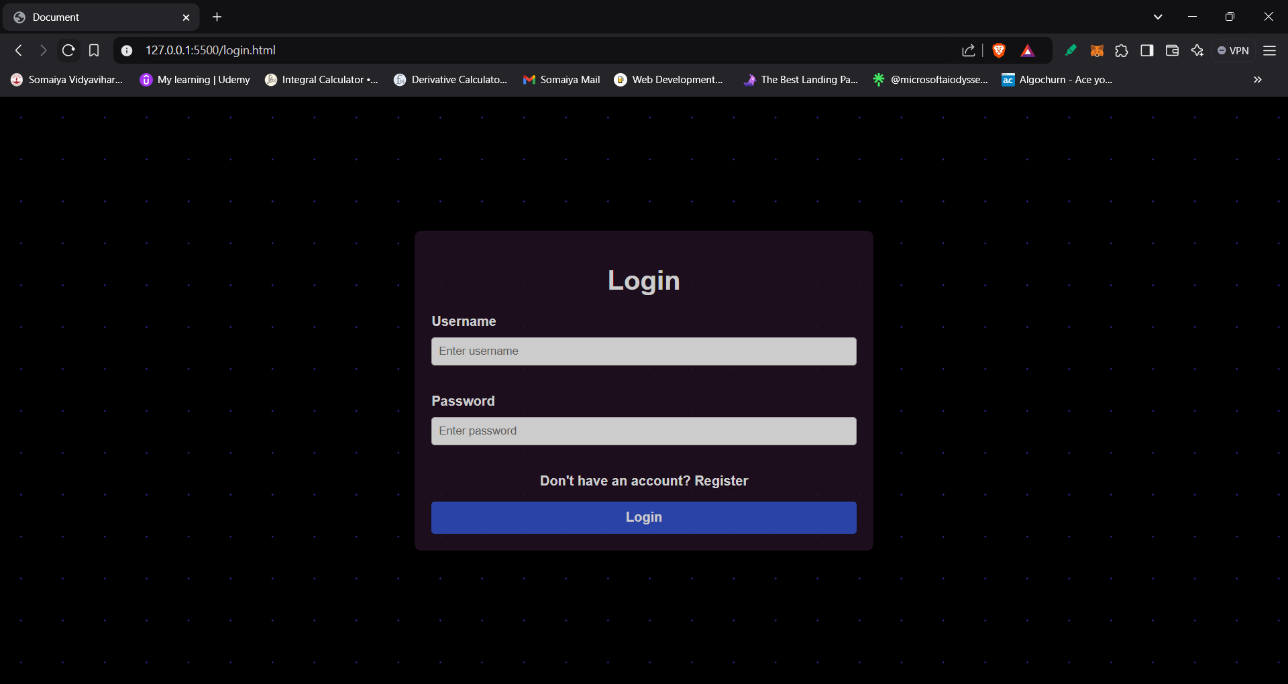 Document
127.0.0.1:5500/login.html
VPN
Somaiya Vidyavihar...
My learning | Udemy
Integral Calculator •...
Derivative Calculato...
Somaiya Mail
Web Development...
The Best Landing Pa...
@microsoftaiodysse...
ac
Algochurn - Ace yo...
Login
Username
Enter username
Password
Enter password
Don't have an account? Register
Login